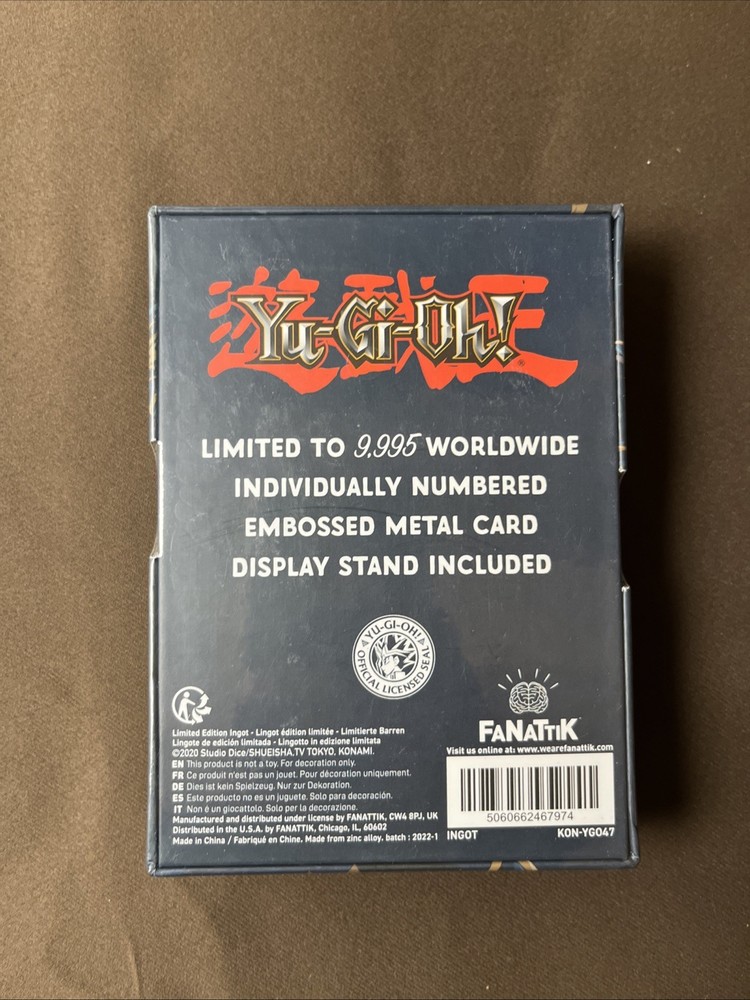 遊戯王
Yu-Gi-Oh!
LIMITED TO 9,995 WORLDWIDE
INDIVIDUALLY NUMBERED
EMBOSSED METAL CARD
DISPLAY STAND INCLUDED
YU-GI-OH!
OFFICIAL LICENSED SEAL
FANATTIK
Visit us online at: www.wearefanattik.com
Limited Edition Ingot - Lingot édition limitée - Limitierte Barren
Lingote de edición limitada - Lingotto in edizione limitata
©2020 Studio Dice/SHUEISHA,TV TOKYO, KONAMI.
EN This product is not a toy. For decoration only.
FR Ce produit n'est pas un jouet. Pour décoration uniquement.
DE Dies ist kein Spielzeug. Nur zur Dekoration.
ES Este producto no es un juguete. Solo para decoración.
IT Non è un giocattolo. Solo per la decorazione.
Manufactured and distributed under license by FANATTIK, CW4 8PJ, UK
Distributed in the U.S.A. by FANATTIK, Chicago, IL, 60602
Made in China / Fabriqué en Chine. Made from zinc alloy. batch : 2022-1
5060662467974
INGOT KON-YGO47